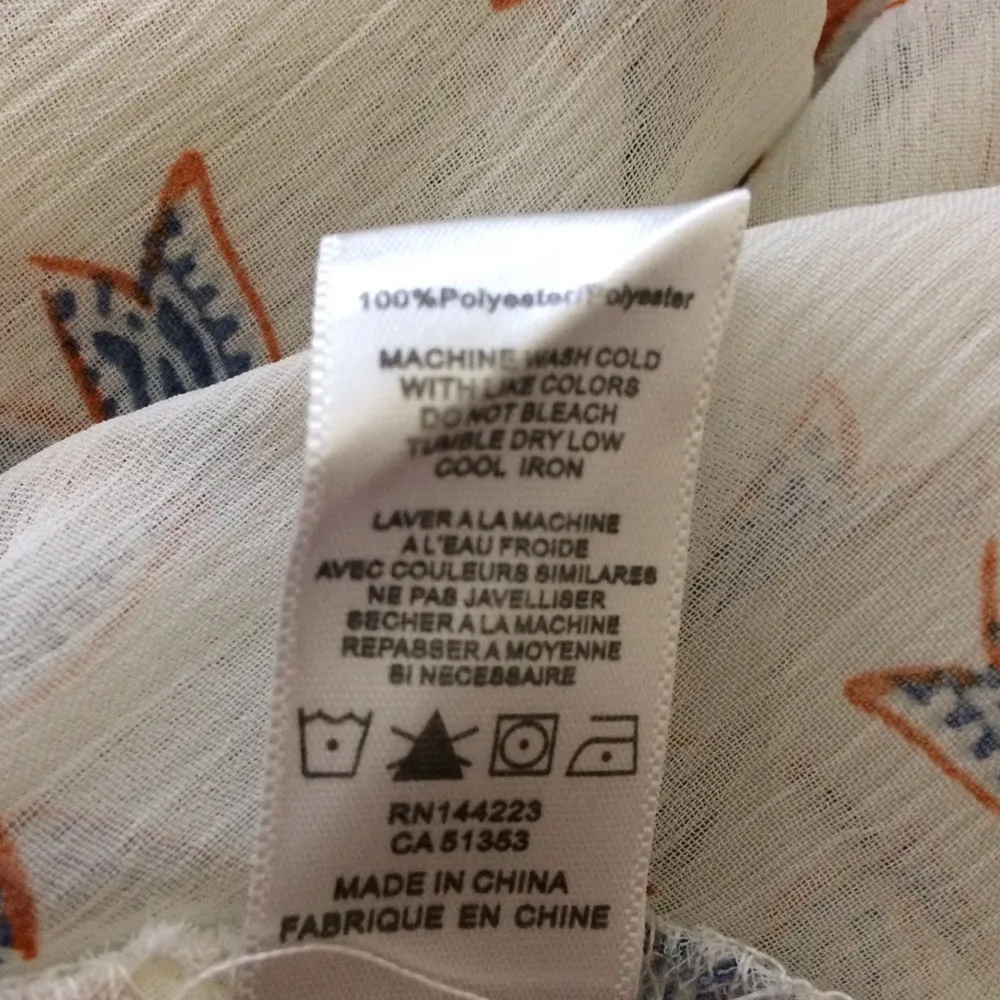 100%Polyester/Polyester
MACHINE WASH COLD
WITH LIKE COLORS
DO NOT BLEACH
TUMBLE DRY LOW
COOL IRON
LAVER A LA MACHINE
A L'EAU FROIDE
AVEC COULEURS SIMILARES
NE PAS JAVELLISER
SECHER A LA MACHINE
REPASSER A MOYENNE
SI NECESSAIRE
RN144223
CA 51353
MADE IN CHINA
FABRIQUE EN CHINE